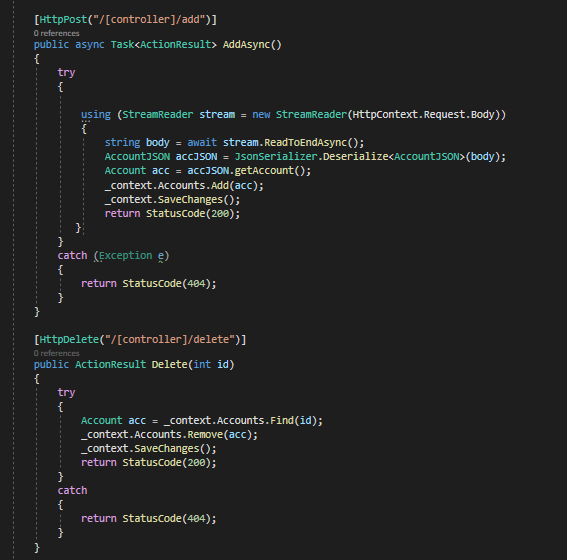 [HttpPost("/[controller]/add")]
0 references
public async Task<ActionResult> AddAsync()
{
try
{
using (StreamReader stream = new StreamReader(HttpContext.Request.Body))
{
string body = await stream.ReadToEndAsync();
AccountJSON accJSON = JsonSerializer.Deserialize<AccountJSON>(body);
Account acc = accJSON.getAccount();
_context.Accounts.Add(acc);
_context.SaveChanges();
return StatusCode(200);
}
}
catch (Exception e)
{
return StatusCode(404);
}
}
[HttpDelete("/[controller]/delete")]
0 references
public ActionResult Delete(int id)
{
try
{
Account acc = _context.Accounts.Find(id);
_context.Accounts.Remove(acc);
_context.SaveChanges();
return StatusCode(200);
}
catch
{
return StatusCode(404);
}
}